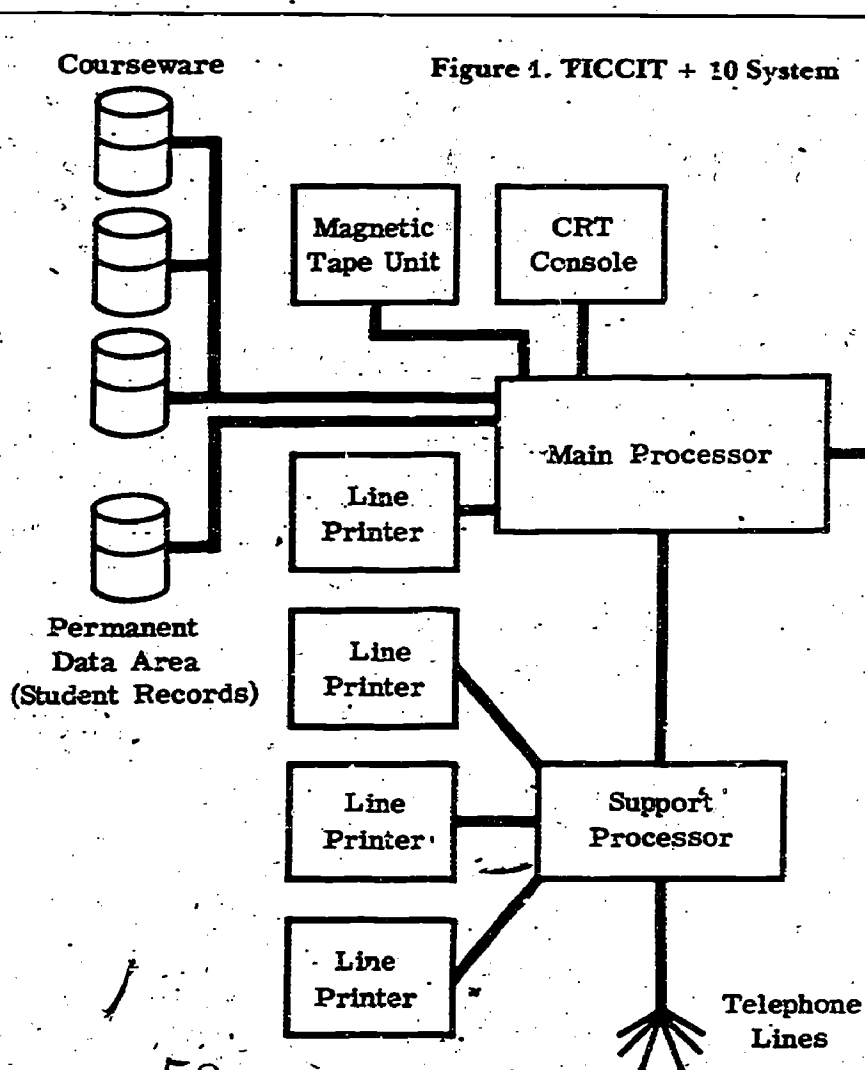 Courseware
Figure 1. TICCIT + 10 System
Magnetic
Tape Unit
CRT
Console
Main Processor
Line
Printer
Permanent
Data Area
(Student Records)
Line
Printer
Line
Printer
Support
Processor
Line
Printer
Telephone
Lines